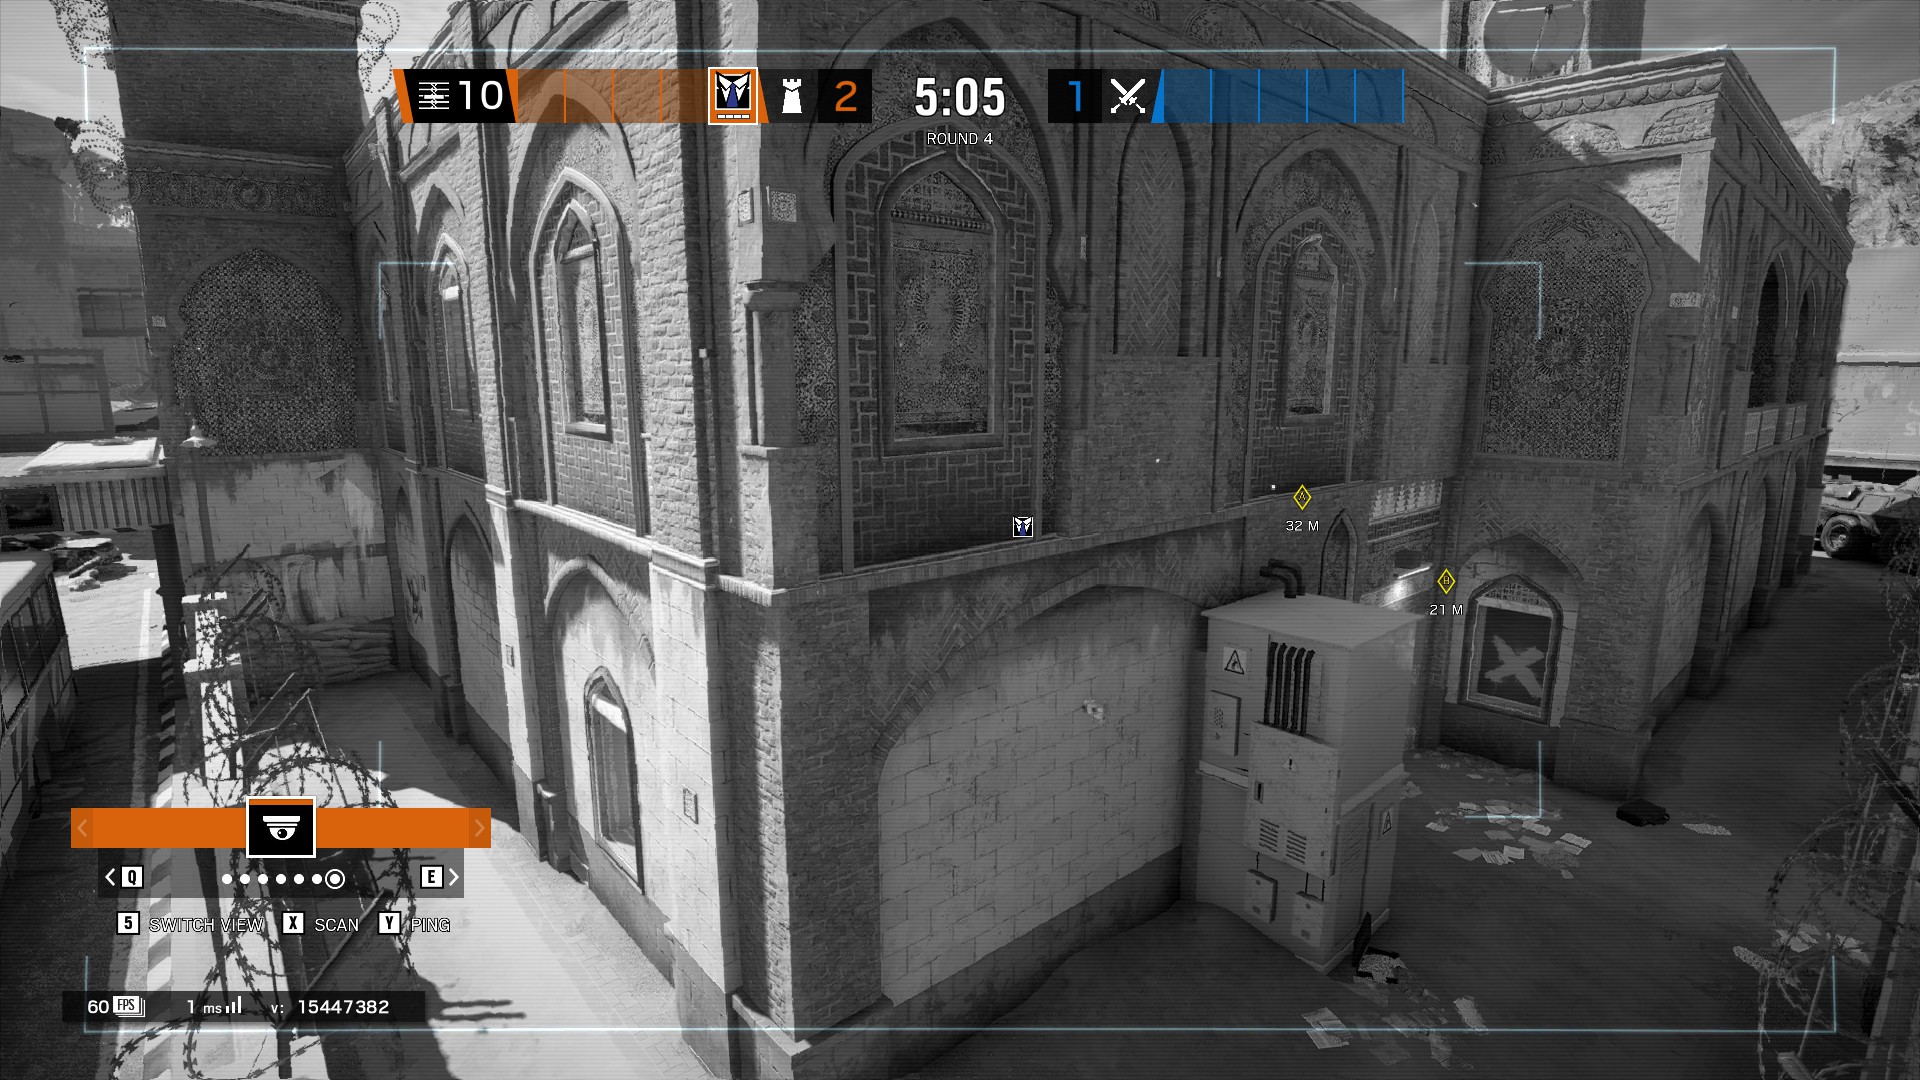 10
2
5:05
1
ROUND 4
A
32 M
B
21 M
Q
E
5 SWITCH VIEW X SCAN Y PING
60 FPS 1 ms v: 15447382